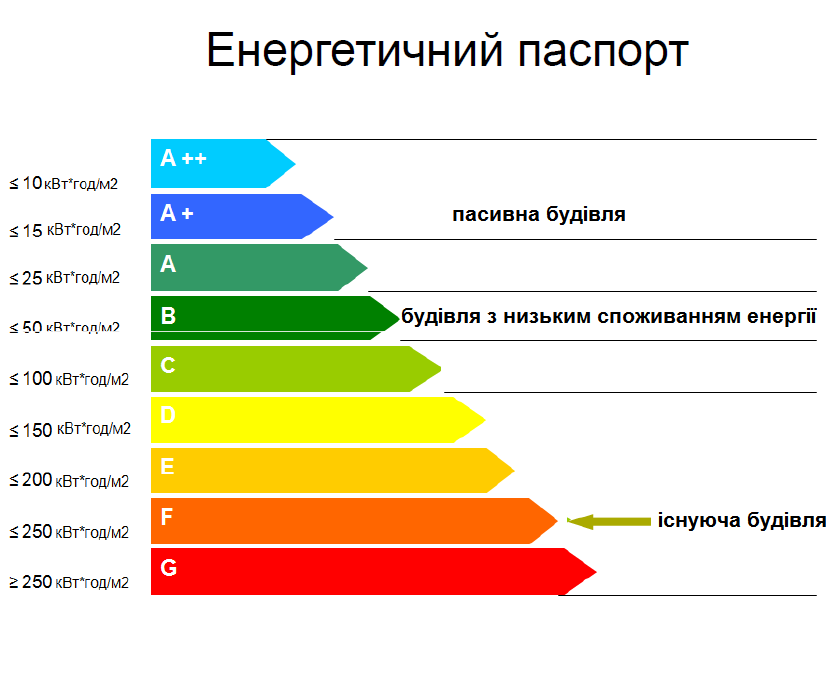 Енергетичний паспорт
A ++
≤ 10 кВт*год/м2
A +
пасивна будівля
≤ 15 кВт*год/м2
A
≤ 25 кВт*год/м2
B
будівля з низьким споживанням енергії
≤ 50 кВт*год/м2
C
≤ 100 кВт*год/м2
D
≤ 150 кВт*год/м2
E
≤ 200 кВт*год/м2
F
існуюча будівля
≤ 250 кВт*год/м2
G
≥ 250 кВт*год/м2